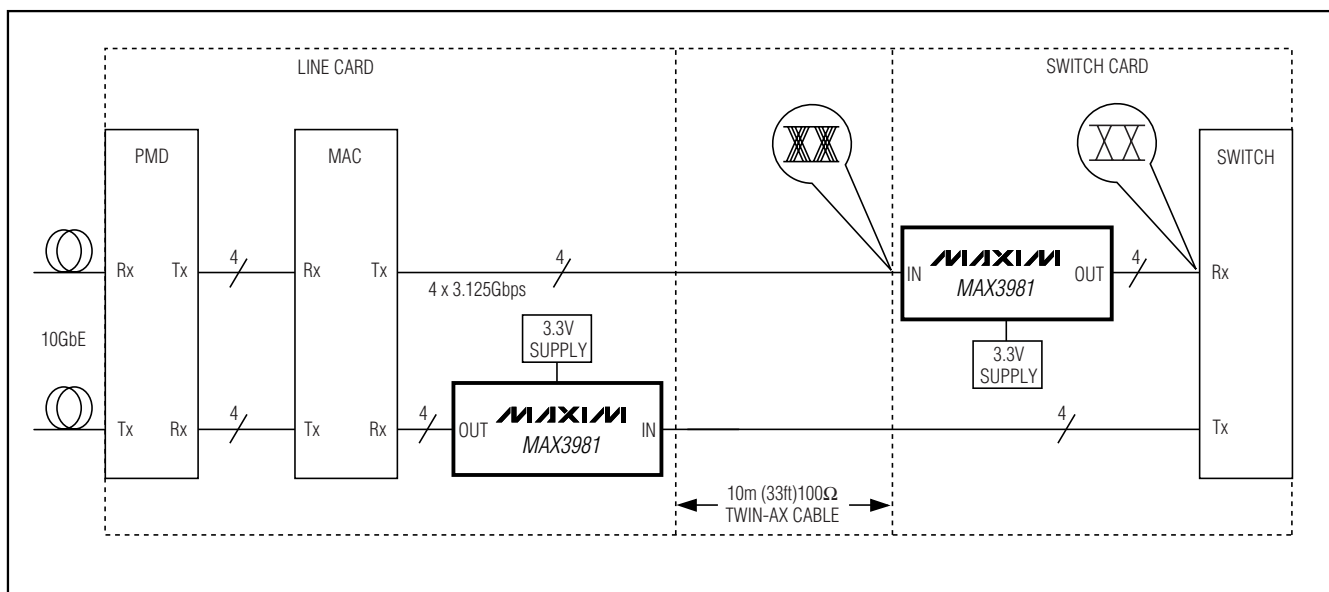 LINE CARD
SWITCH CARD
PMD
MAC
SWITCH
Rx
Tx
4
Rx
Tx
4
4 x 3.125Gbps
IN
MAXIM
MAX3981
OUT
4
Rx
10GbE
3.3V
SUPPLY
3.3V
SUPPLY
Tx
Rx
4
Tx
Rx
4
OUT
MAXIM
MAX3981
IN
4
Tx
10m (33ft)100Ω
TWIN-AX CABLE